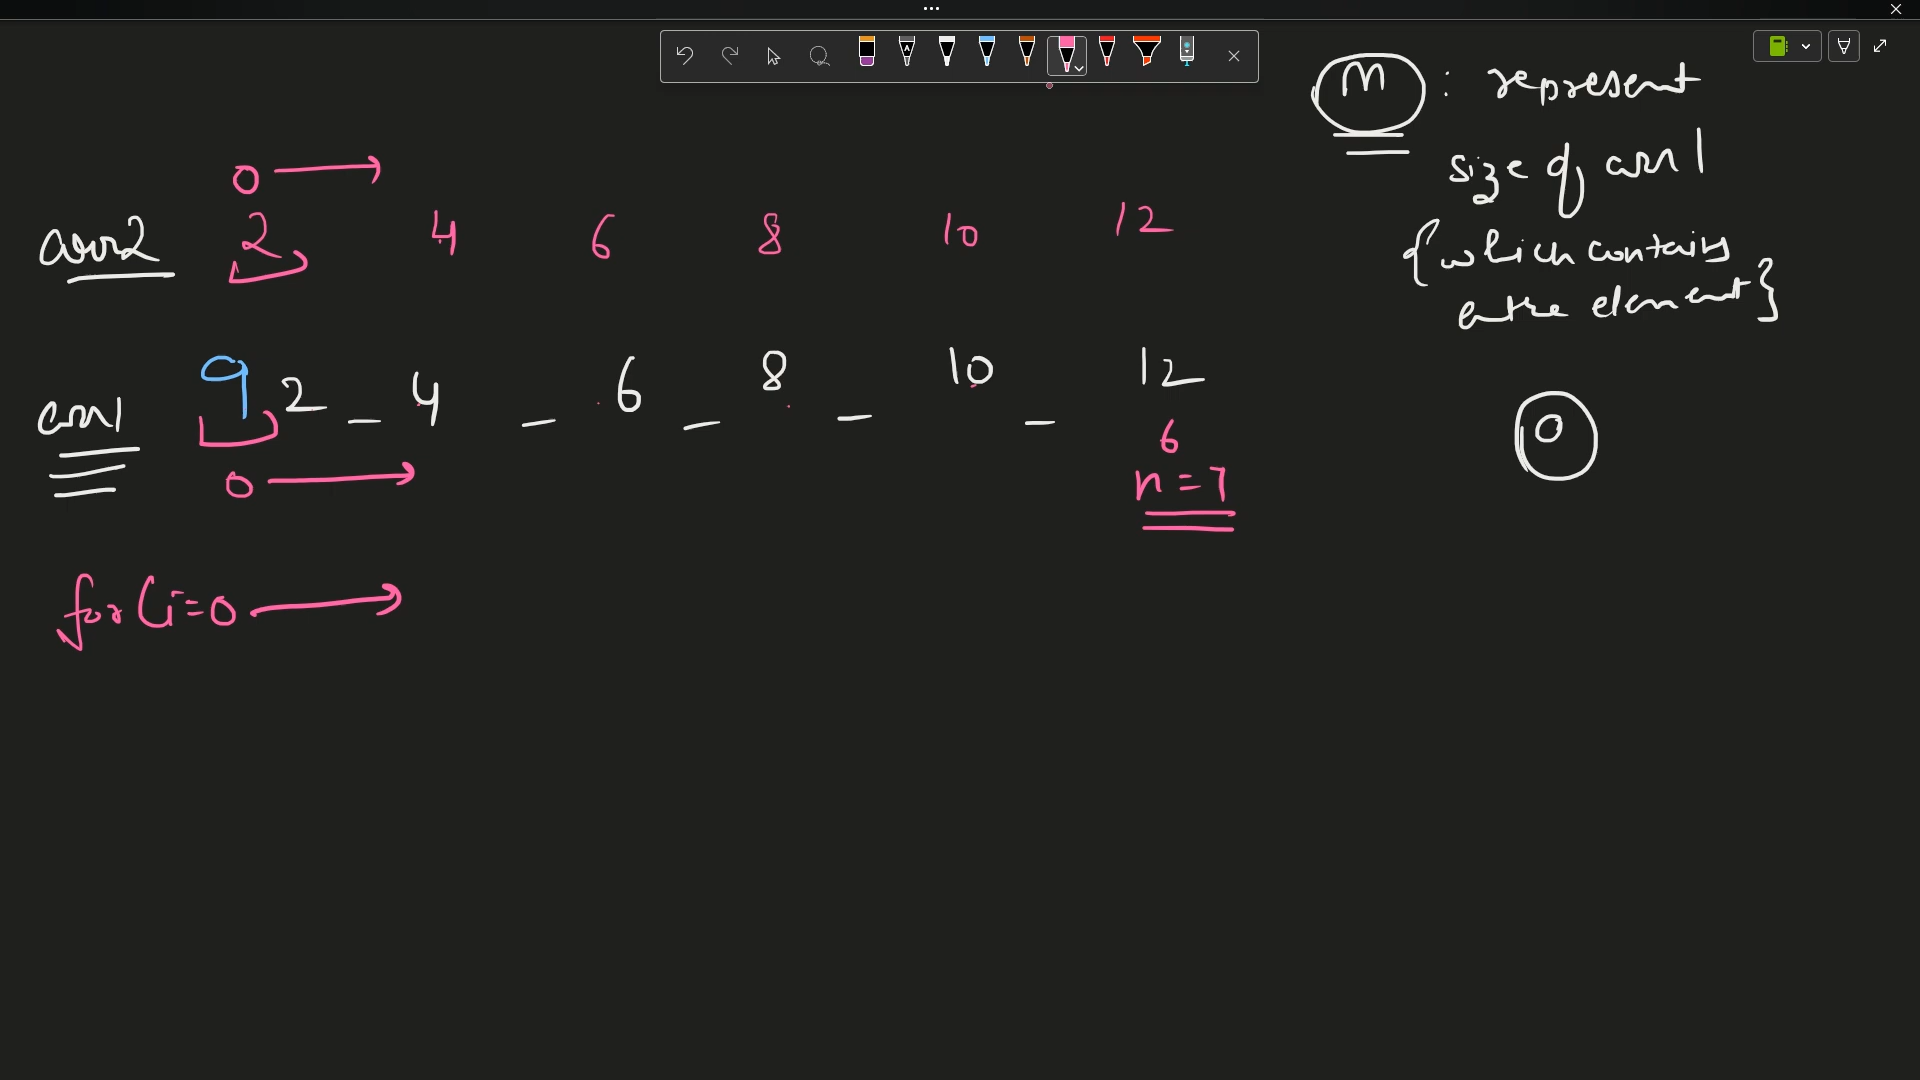 m : represent
size of arr1
{which contains
entire element}
0
0
arr2 2 4 6 8 10 12
arr1 9 2 _ 4 _ 6 _ 8 _ 10 _ 12
6
0
n=7
for(i=0